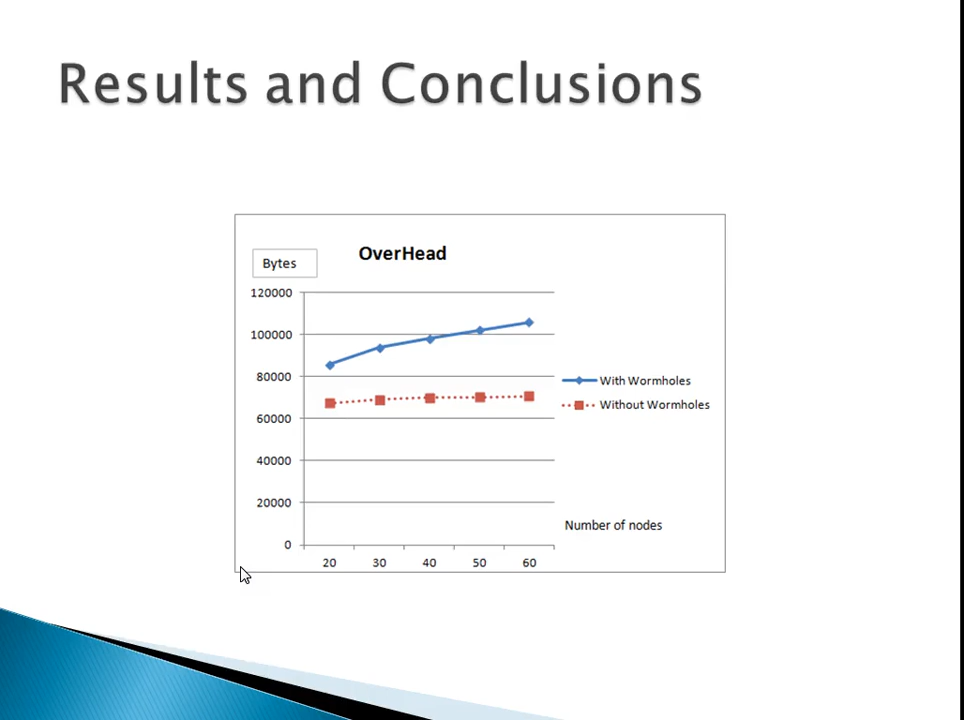 Results and Conclusions
OverHead
Bytes
120000
100000
80000
60000
40000
20000
0
20 30 40 50 60
Number of nodes
With Wormholes
Without Wormholes